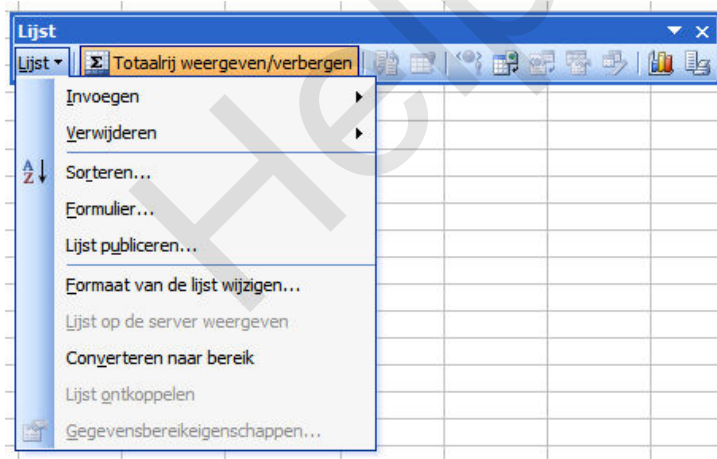 Lijst
Lijst Σ Totaalrij weergeven/verbergen
Invoegen
Verwijderen
Sorteren...
Formulier...
Lijst publiceren...
Formaat van de lijst wijzigen...
Lijst op de server weergeven
Converteren naar bereik
Lijst ontkoppelen
Gegevensbereikeigenschappen...
Help